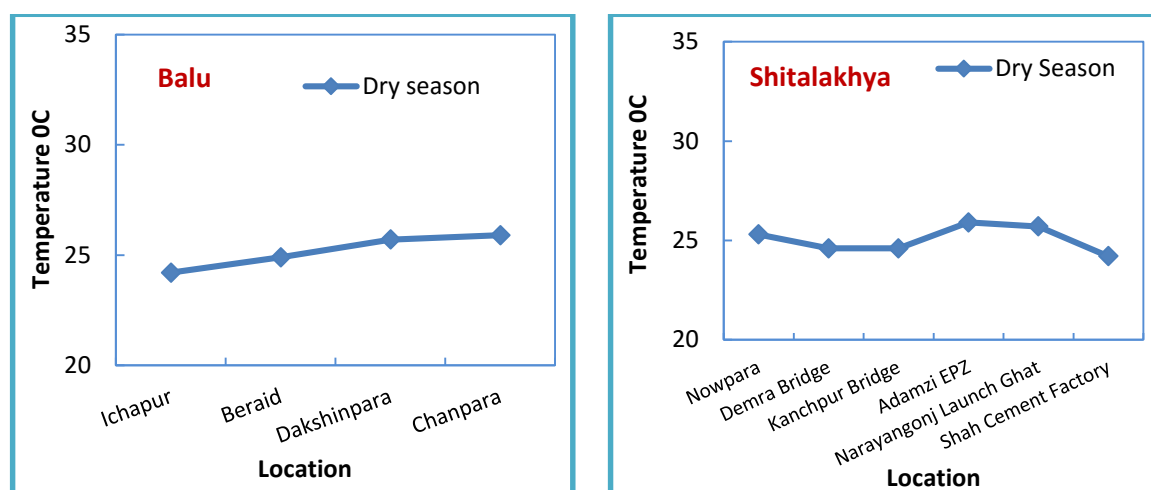 35
30
25
20
Temperature 0C
Balu
Dry season
Ichapur
Beraid
Dakshinpara
Chanpara
Location
35
30
25
20
Temperature 0C
Shitalakhya
Dry Season
Nowpara
Demra Bridge
Kanchpur Bridge
Adamzi EPZ
Narayangonj Launch Ghat
Shah Cement Factory
Location